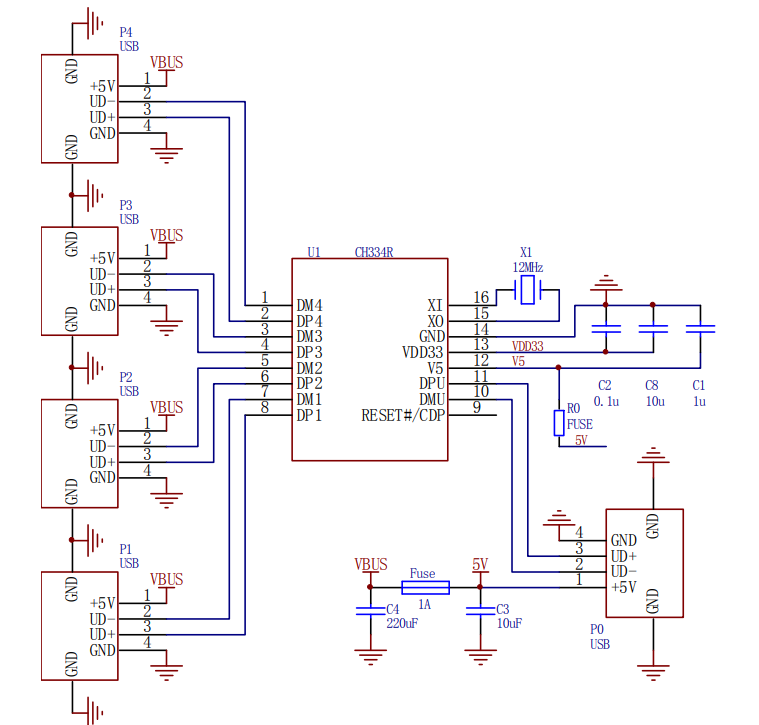 P4
USB
GND
VBUS
+5V 1
UD- 2
UD+ 3
GND 4
GND
P3
USB
GND
VBUS
+5V 1
UD- 2
UD+ 3
GND 4
GND
P2
USB
GND
VBUS
+5V 1
UD- 2
UD+ 3
GND 4
GND
P1
USB
GND
VBUS
+5V 1
UD- 2
UD+ 3
GND 4
GND
U1 CH334R
1 DM4
2 DP4
3 DM3
4 DP3
5 DM2
6 DP2
7 DM1
8 DP1
XI 16
XO 15
GND 14
VDD33 13
V5 12
DPU 11
DMU 10
RESET#/CDP 9
X1
12MHz
VDD33
V5
C2 C8 C1
0.1u 10u 1u
R0
FUSE
5V
VBUS Fuse 5V
1A
C4
220uF
C3
10uF
GND
4 GND
3 UD+
2 UD-
1 +5V
GND
P0
USB